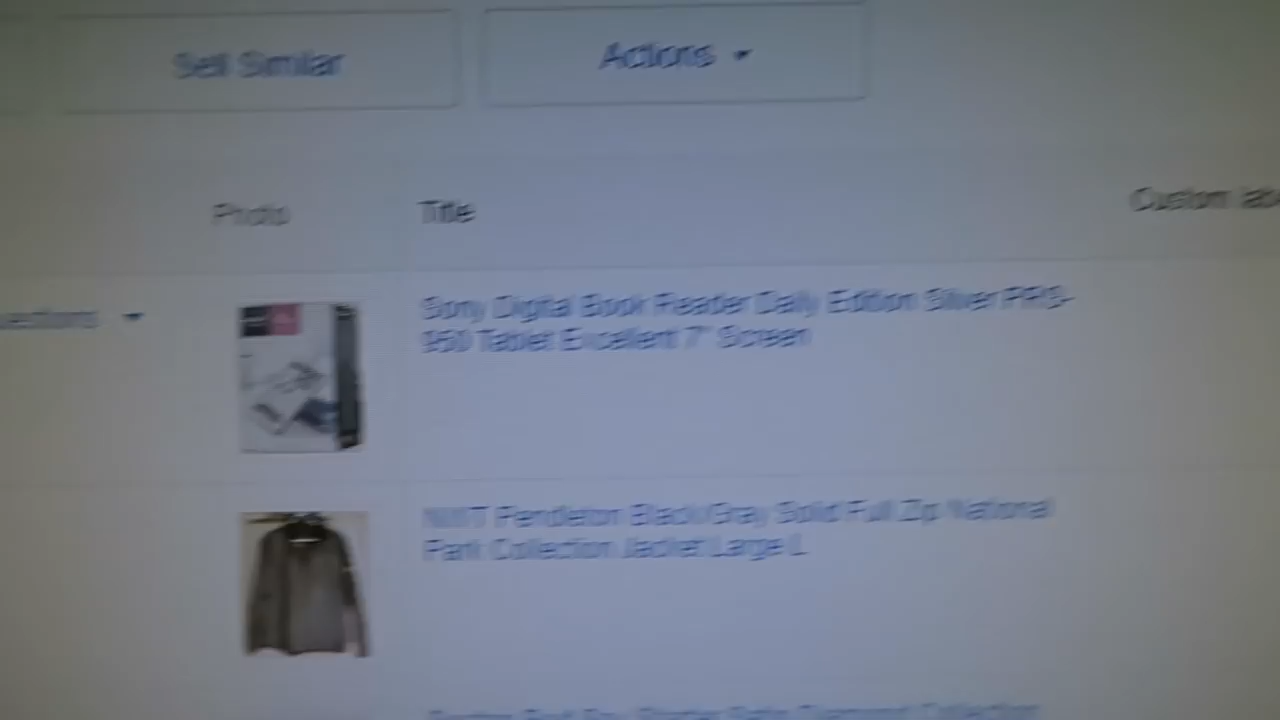 Sell Similar
Actions
Photo
Title
Custom
Sony Digital Book Reader Daily Edition Silver PRS-
950 Tablet Excellent 7" Screen
NWT Pendleton Black/Gray Solid Full Zip National
Park Collection Jacket Large L